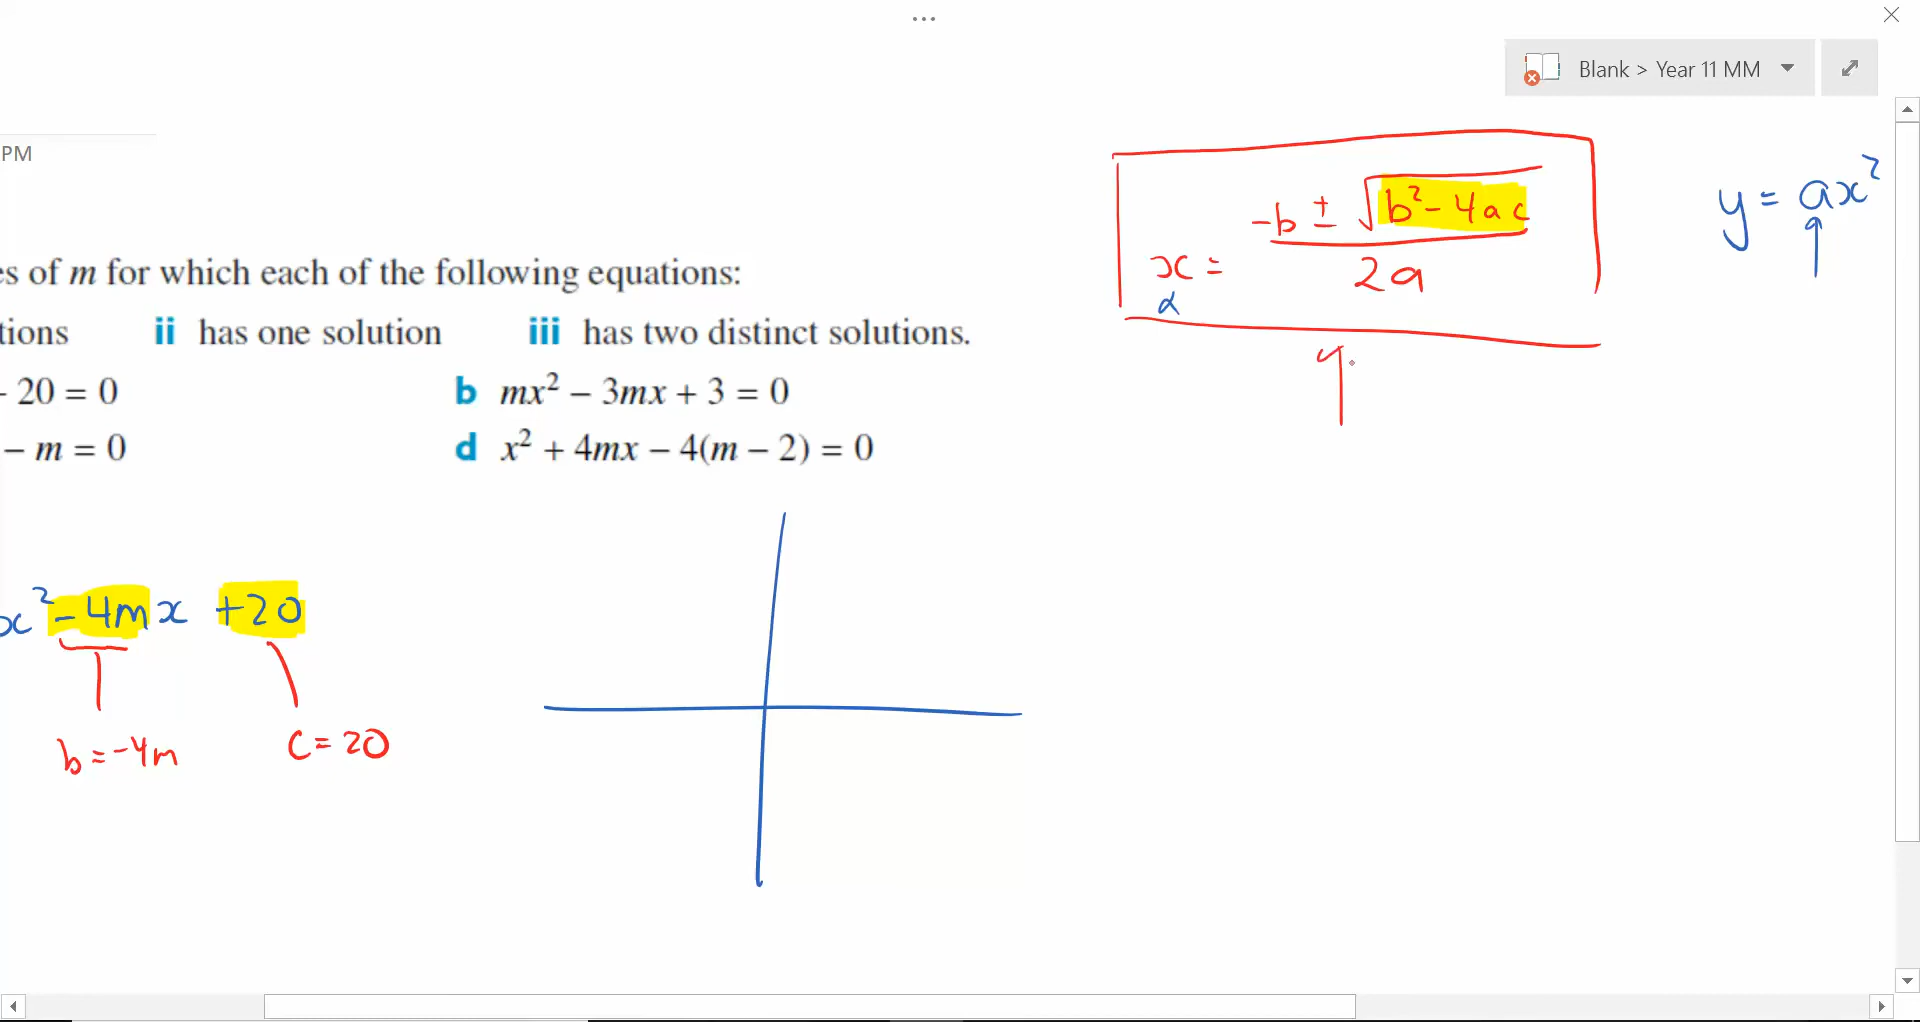 Blank > Year 11 MM
PM
es of m for which each of the following equations:
tions ii has one solution iii has two distinct solutions.
- 20 = 0 b mx² − 3mx + 3 = 0
− m = 0 d x² + 4mx − 4(m − 2) = 0
x = -b ± √b² - 4ac
2a
α
y = ax²
x² - 4mx + 20
b = -4m c = 20